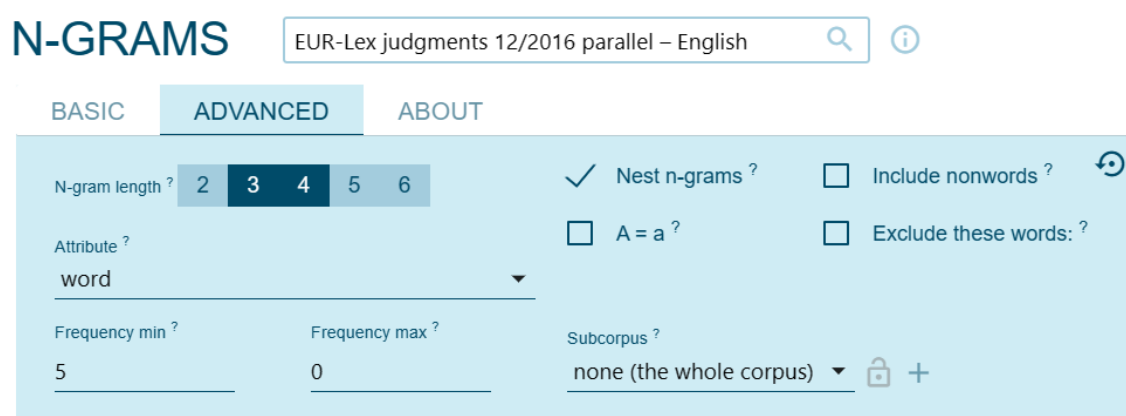 N-GRAMS
EUR-Lex judgments 12/2016 parallel – English
BASIC ADVANCED ABOUT
N-gram length ? 2 3 4 5 6
Nest n-grams ? Include nonwords ?
A = a ? Exclude these words: ?
Attribute ?
word
Frequency min ? Frequency max ? Subcorpus ?
5 0 none (the whole corpus)